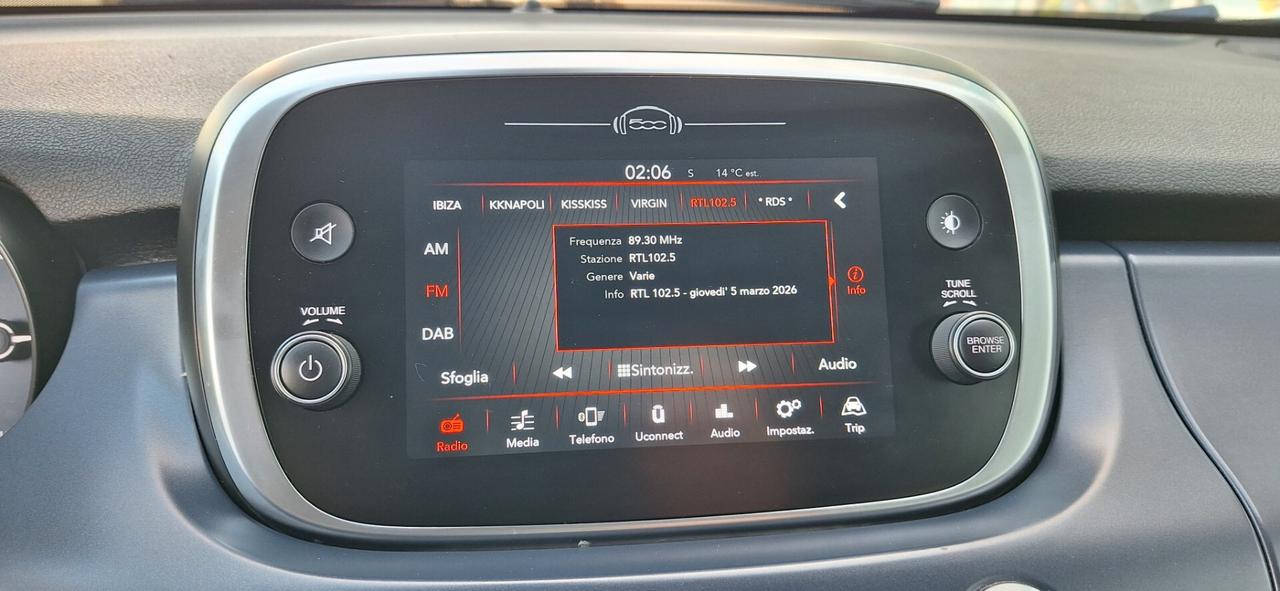 500
02:06 S 14 °C est.
IBIZA KKNAPOLI KISSKISS VIRGIN RTL102.5 *RDS*
AM
FM
DAB
Frequenza 89.30 MHz
Stazione RTL102.5
Genere Varie
Info RTL 102.5 - giovedi' 5 marzo 2026
Info
Sfoglia Sintonizz. Audio
Radio Media Telefono Uconnect Audio Impostaz. Trip
VOLUME
TUNE
SCROLL
BROWSE
ENTER